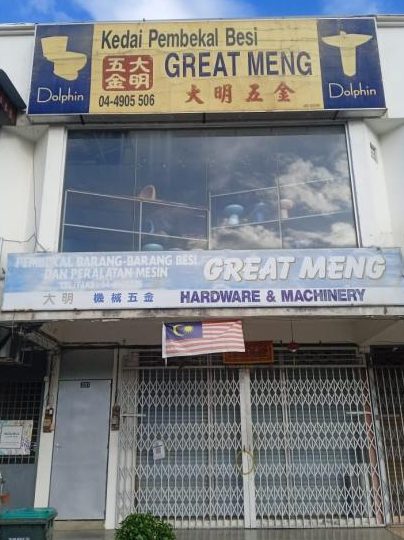 Kedai Pembekal Besi
五大
金明
GREAT MENG
04-4905 506
大明五金
Dolphin
Dolphin
PEMBEKAL BARANG-BARANG BESI
DAN PERALATAN MESIN
GREAT MENG
大明 機械五金
HARDWARE & MACHINERY